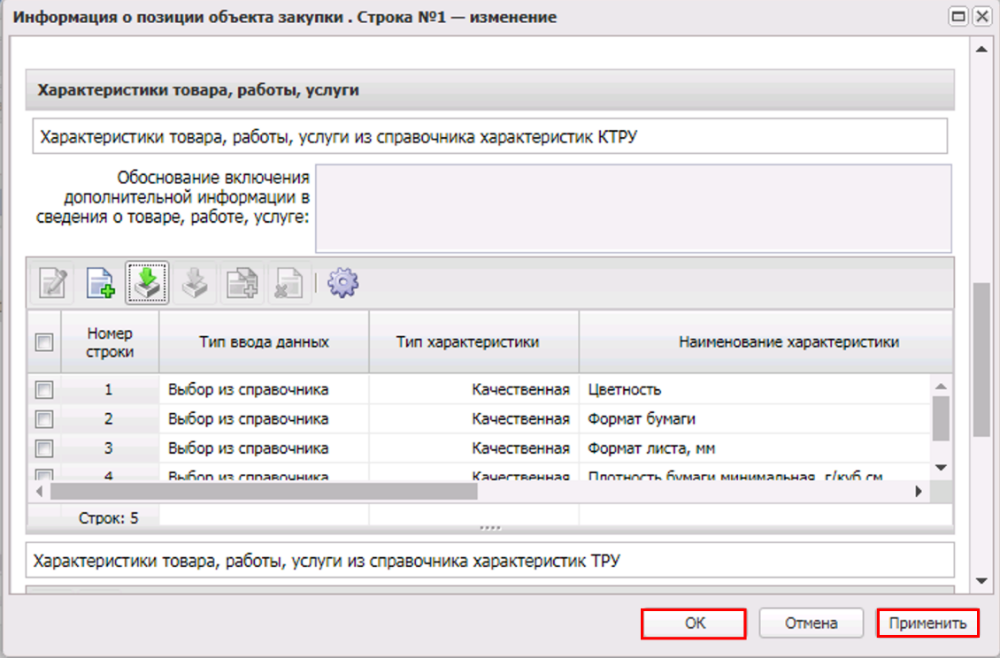 Информация о позиции объекта закупки . Строка №1 — изменение
Характеристики товара, работы, услуги
Характеристики товара, работы, услуги из справочника характеристик КТРУ
Обоснование включения
дополнительной информации в
сведения о товаре, работе, услуге:
Номер
строки
Тип ввода данных
Тип характеристики
Наименование характеристики
1 Выбор из справочника Качественная Цветность
2 Выбор из справочника Качественная Формат бумаги
3 Выбор из справочника Качественная Формат листа, мм
4 Выбор из справочника Качественная Плотность бумаги минимальная, г/куб.см
Строк: 5
Характеристики товара, работы, услуги из справочника характеристик ТРУ
ОК Отмена Применить